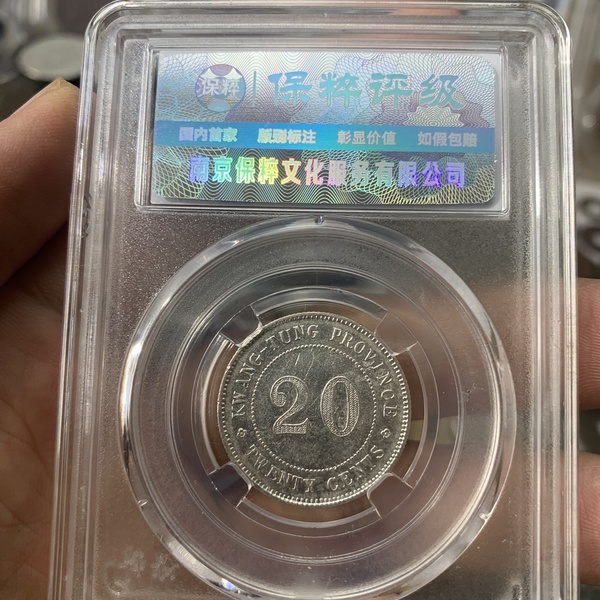 保粹 保粹评级
国内首家 版别标注 彰显价值 如假包赔
南京保粹文化服务有限公司
KWANG-TUNG PROVINCE
20
TWENTY CENTS